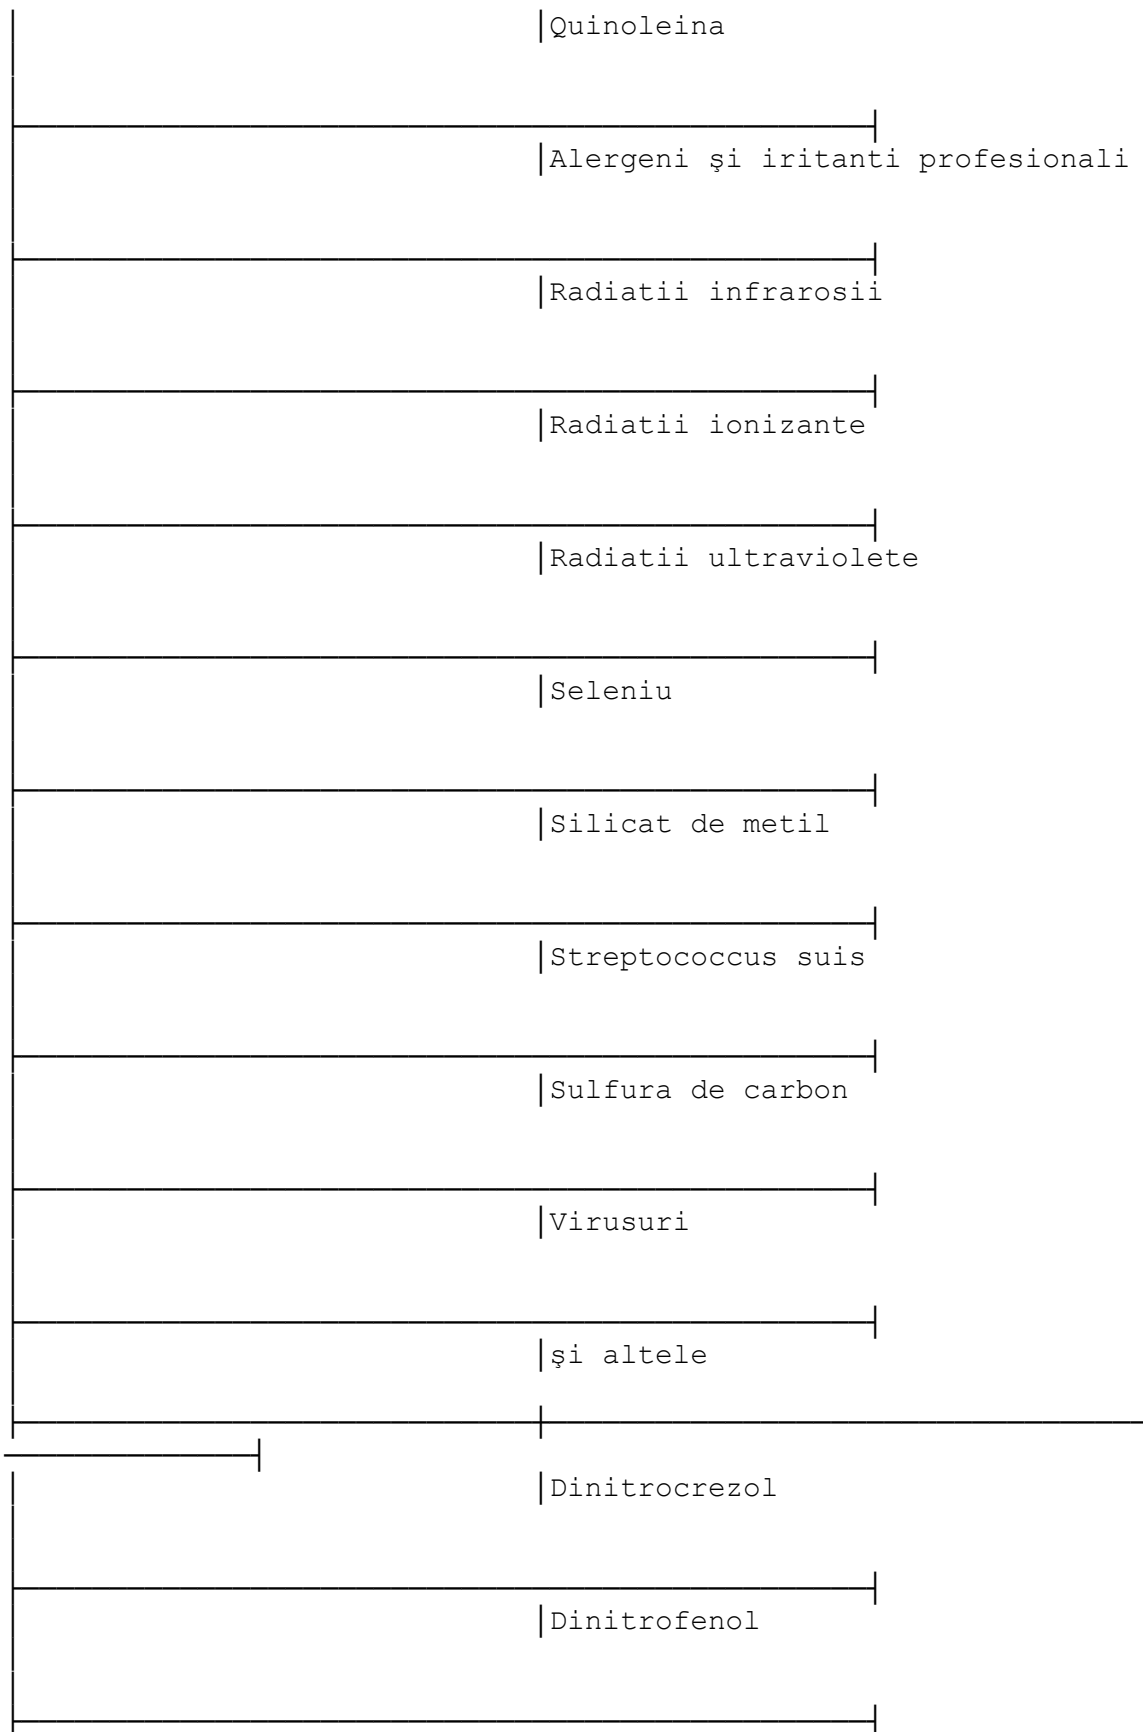 Quinoleina
Alergeni şi iritanti profesionali
Radiatii infrarosii
Radiatii ionizante
Radiatii ultraviolete
Seleniu
Silicat de metil
Streptococcus suis
Sulfura de carbon
Virusuri
şi altele
Dinitrocrezol
Dinitrofenol